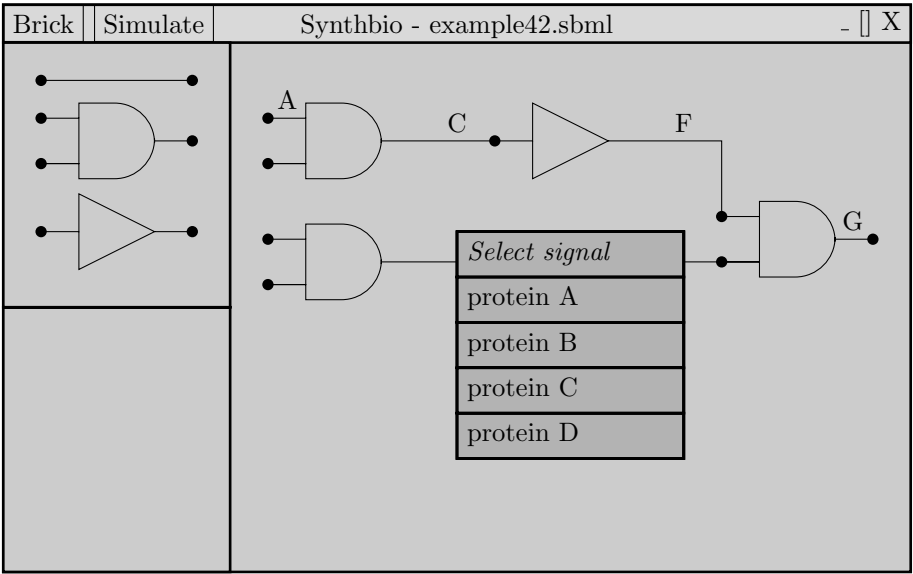 Brick Simulate Synthbio - example42.sbml _ [] X
A
C
F
G
Select signal
protein A
protein B
protein C
protein D